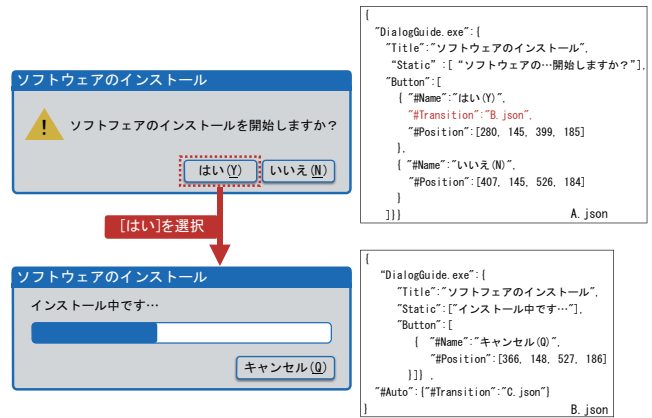 ソフトウェアのインストール
! ソフトフェアのインストールを開始しますか？
はい(Y) いいえ(N)
[はい]を選択
ソフトウェアのインストール
インストール中です…
キャンセル(Q)
{
"DialogGuide.exe":{
"Title":"ソフトウェアのインストール",
“Static” :[ “ソフトウェアの…開始しますか？”],
"Button":[
{ "#Name":"はい(Y)",
"#Transition":"B.json",
"#Position":[280, 145, 399, 185]
},
{ "#Name":"いいえ(N)",
"#Position":[407, 145, 526, 184]
}
]}}
A.json
{
“DialogGuide.exe":{
"Title":"ソフトフェアのインストール",
"Static":["インストール中です…"],
"Button":[
{ "#Name":"キャンセル(Q)",
"#Position":[366, 148, 527, 186]
}]} ,
"#Auto":{"#Transition":"C.json"}
}
B.json